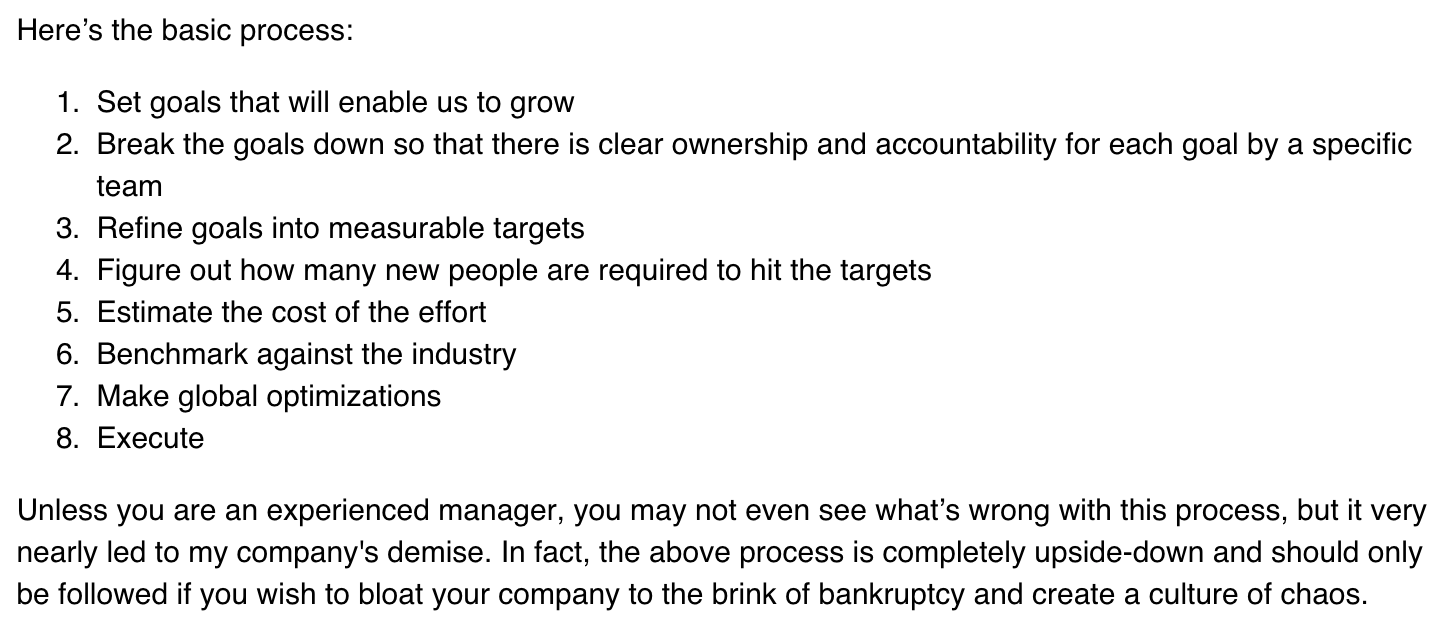 Here’s the basic process:
1. Set goals that will enable us to grow
2. Break the goals down so that there is clear ownership and accountability for each goal by a specific
team
3. Refine goals into measurable targets
4. Figure out how many new people are required to hit the targets
5. Estimate the cost of the effort
6. Benchmark against the industry
7. Make global optimizations
8. Execute
Unless you are an experienced manager, you may not even see what’s wrong with this process, but it very
nearly led to my company's demise. In fact, the above process is completely upside-down and should only
be followed if you wish to bloat your company to the brink of bankruptcy and create a culture of chaos.